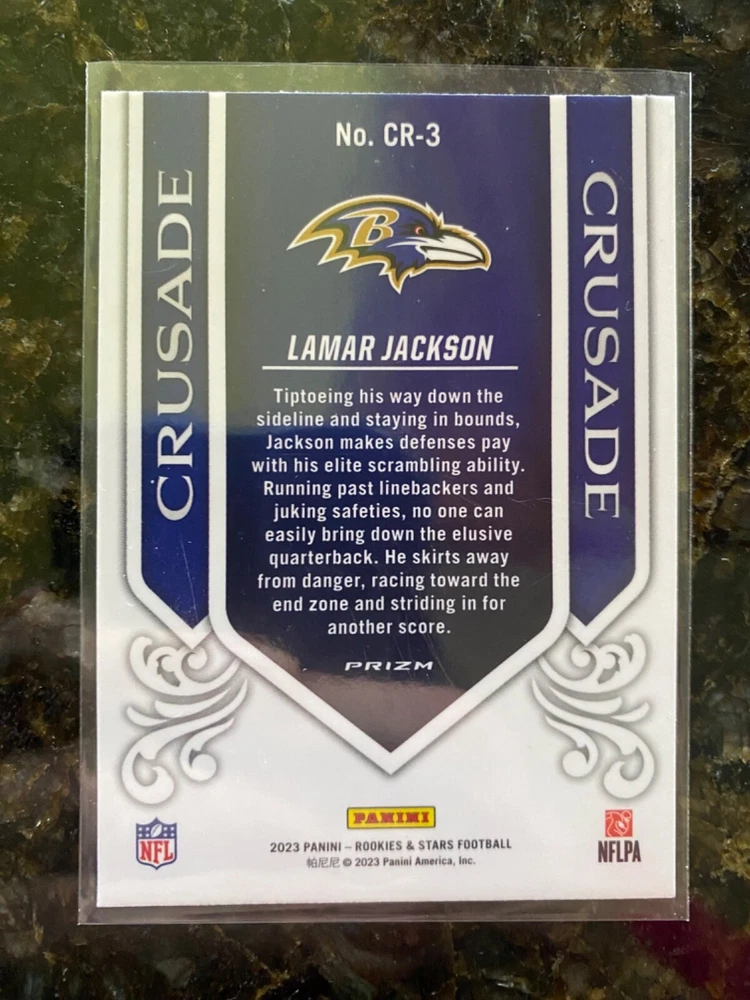 No. CR-3
CRUSADE
CRUSADE
B
LAMAR JACKSON
Tiptoeing his way down the
sideline and staying in bounds,
Jackson makes defenses pay
with his elite scrambling ability.
Running past linebackers and
juking safeties, no one can
easily bring down the elusive
quarterback. He skirts away
from danger, racing toward the
end zone and striding in for
another score.
PRIZM
PANINI
NFL
2023 PANINI – ROOKIES & STARS FOOTBALL
帕尼尼 © 2023 Panini America, Inc.
NFLPA